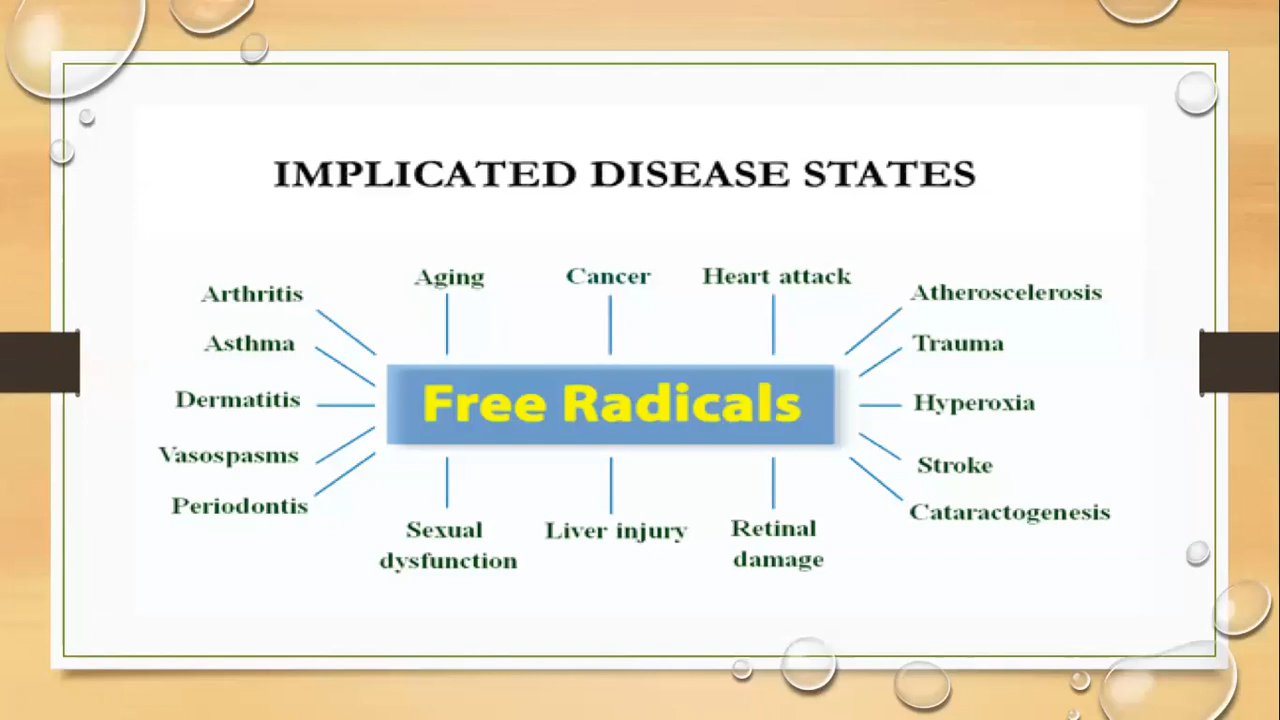 IMPLICATED DISEASE STATES
Aging
Cancer
Heart attack
Arthritis
Asthma
Dermatitis
Vasospasms
Periodontis
Free Radicals
Atheroscelerosis
Trauma
Hyperoxia
Stroke
Cataractogenesis
Sexual
dysfunction
Liver injury
Retinal
damage